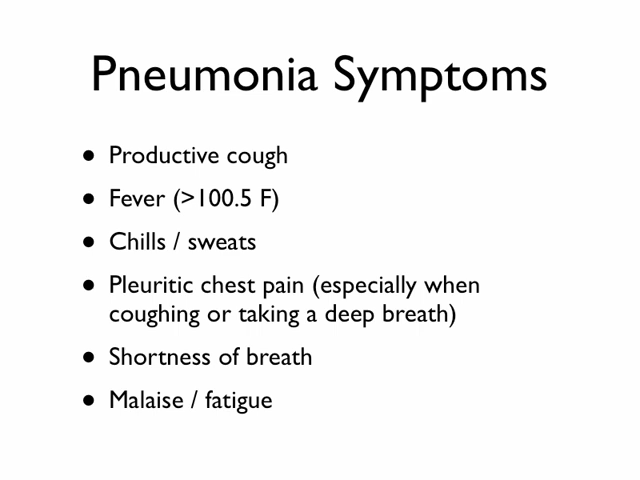 Pneumonia Symptoms
• Productive cough
• Fever (>100.5 F)
• Chills / sweats
• Pleuritic chest pain (especially when
coughing or taking a deep breath)
• Shortness of breath
• Malaise / fatigue